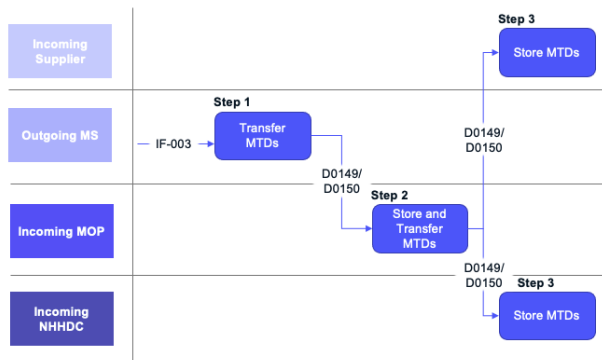 Incoming
Supplier
Step 3
Store MTDs
Outgoing MS
IF-003
Step 1
Transfer
MTDs
D0149/
D0150
D0149/
D0150
Incoming MOP
Step 2
Store and
Transfer
MTDs
D0149/
D0150
Incoming
NHHDC
Step 3
Store MTDs